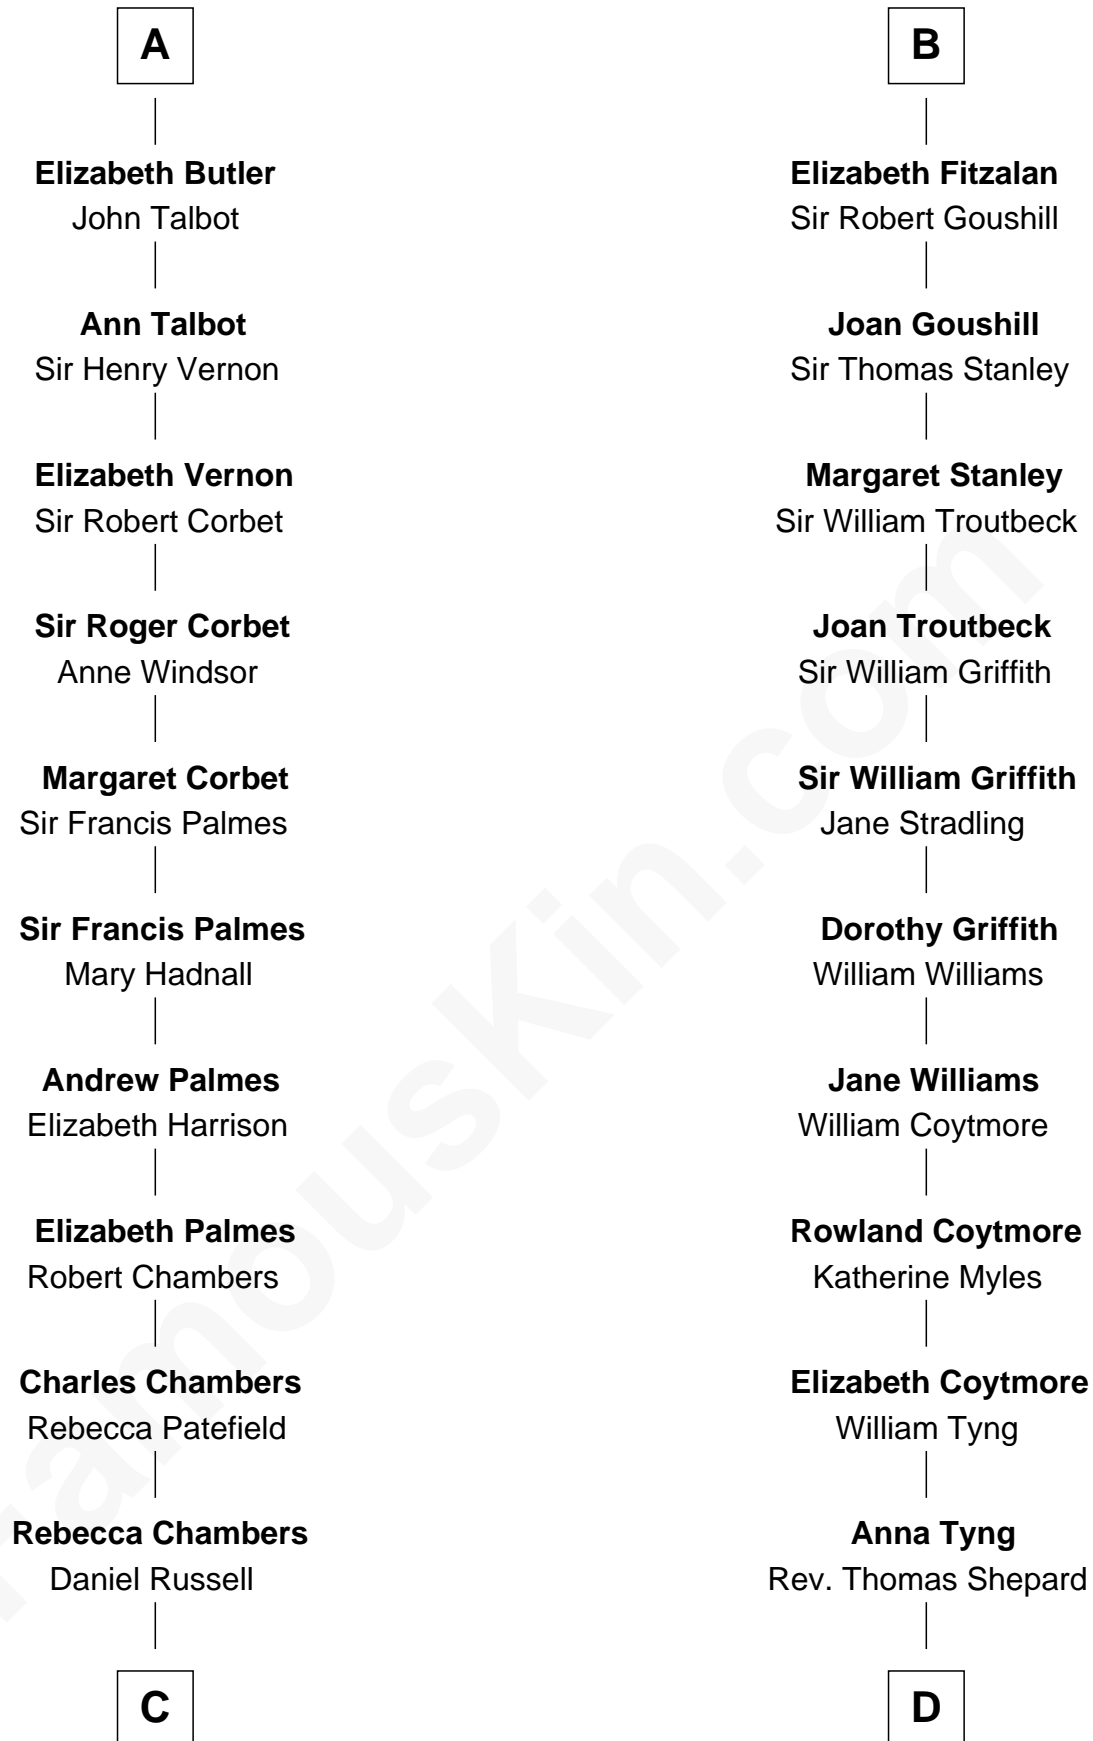 A
Elizabeth Butler
John Talbot
Ann Talbot
Sir Henry Vernon
Elizabeth Vernon
Sir Robert Corbet
Sir Roger Corbet
Anne Windsor
Margaret Corbet
Sir Francis Palmes
Sir Francis Palmes
Mary Hadnall
Andrew Palmes
Elizabeth Harrison
Elizabeth Palmes
Robert Chambers
Charles Chambers
Rebecca Patefield
Rebecca Chambers
Daniel Russell
C
B
Elizabeth Fitzalan
Sir Robert Goushill
Joan Goushill
Sir Thomas Stanley
Margaret Stanley
Sir William Troutbeck
Joan Troutbeck
Sir William Griffith
Sir William Griffith
Jane Stradling
Dorothy Griffith
William Williams
Jane Williams
William Coytmore
Rowland Coytmore
Katherine Myles
Elizabeth Coytmore
William Tyng
Anna Tyng
Rev. Thomas Shepard
D
FamousKin.com